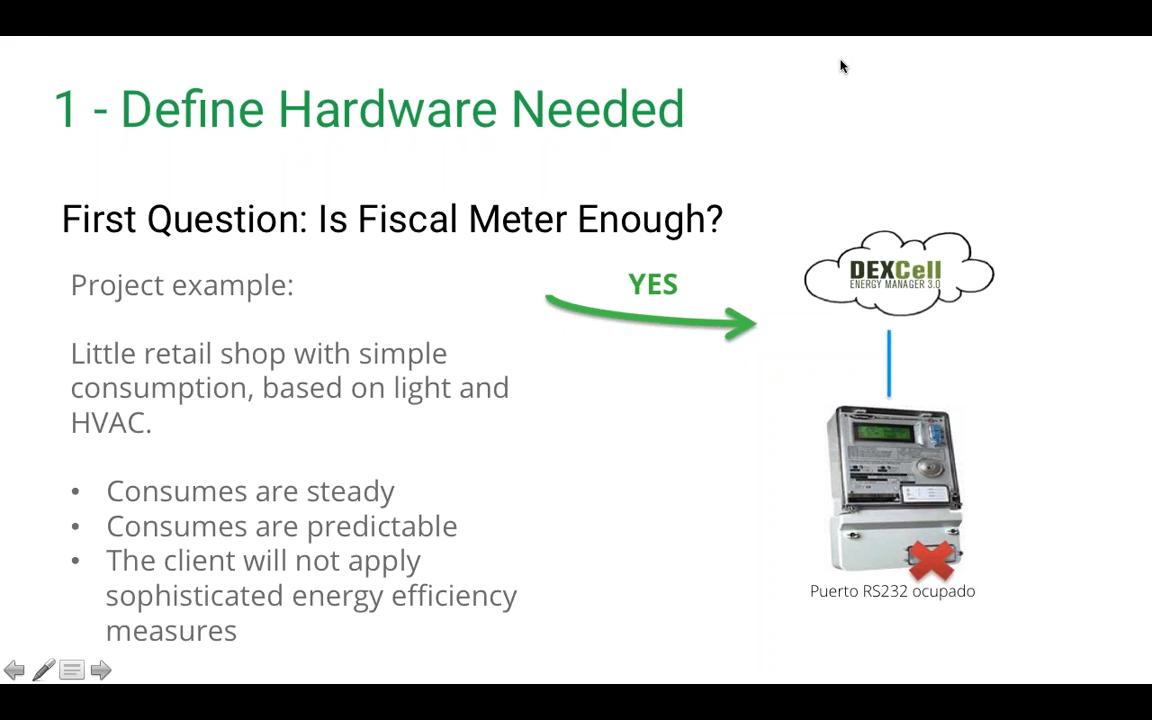 1 - Define Hardware Needed
First Question: Is Fiscal Meter Enough?
Project example:
YES
DEXCell
ENERGY MANAGER 3.0
Little retail shop with simple
consumption, based on light and
HVAC.
• Consumes are steady
• Consumes are predictable
• The client will not apply
sophisticated energy efficiency
measures
Puerto RS232 ocupado